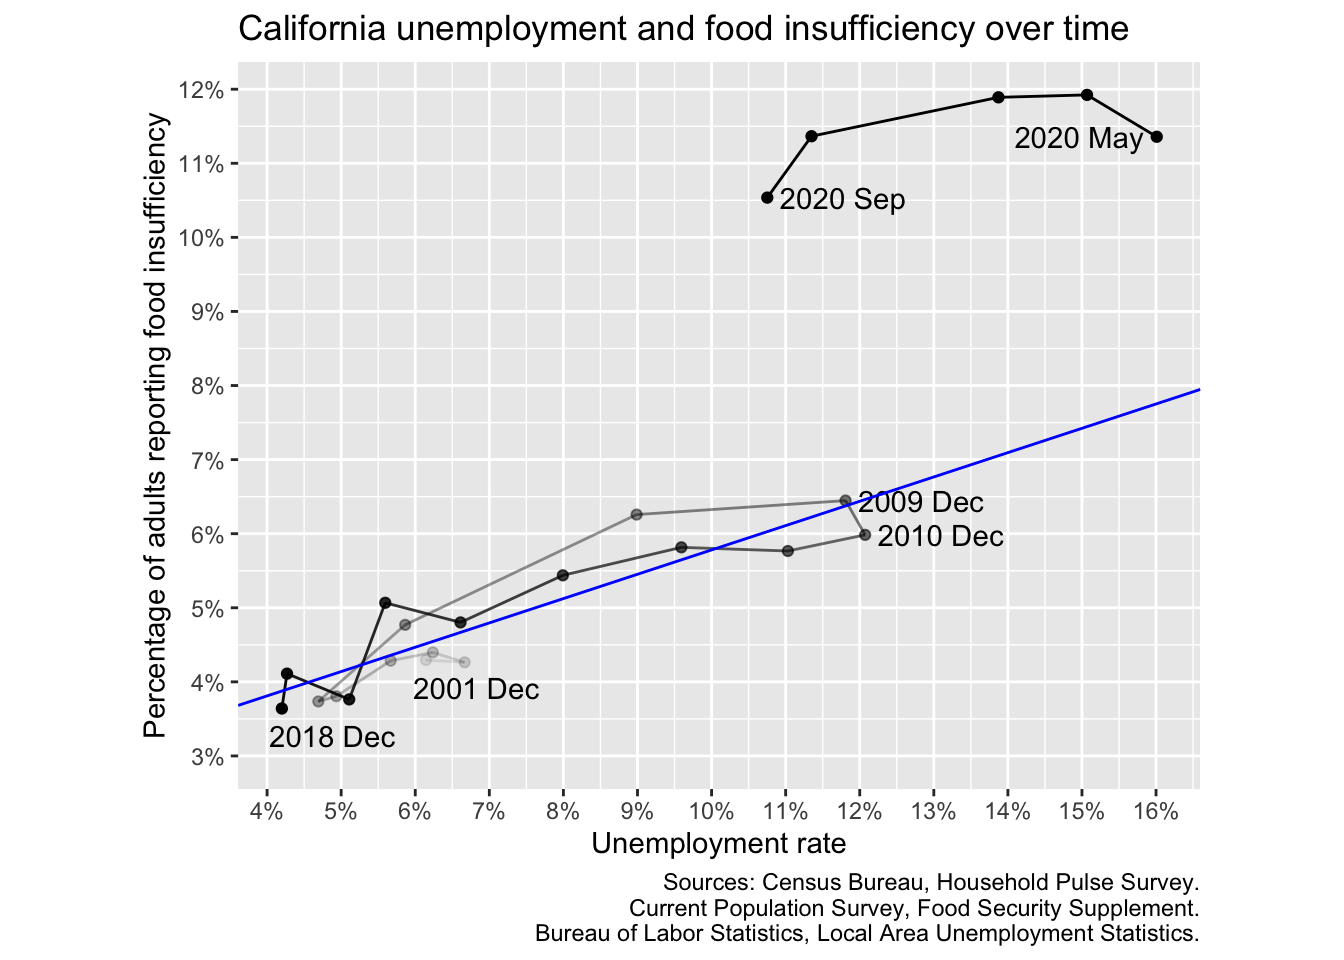 California unemployment and food insufficiency over time
Percentage of adults reporting food insufficiency
12%
11%
10%
9%
8%
7%
6%
5%
4%
3%
2020 May
2020 Sep
2009 Dec
2010 Dec
2001 Dec
2018 Dec
4% 5% 6% 7% 8% 9% 10% 11% 12% 13% 14% 15% 16%
Unemployment rate
Sources: Census Bureau, Household Pulse Survey.
Current Population Survey, Food Security Supplement.
Bureau of Labor Statistics, Local Area Unemployment Statistics.